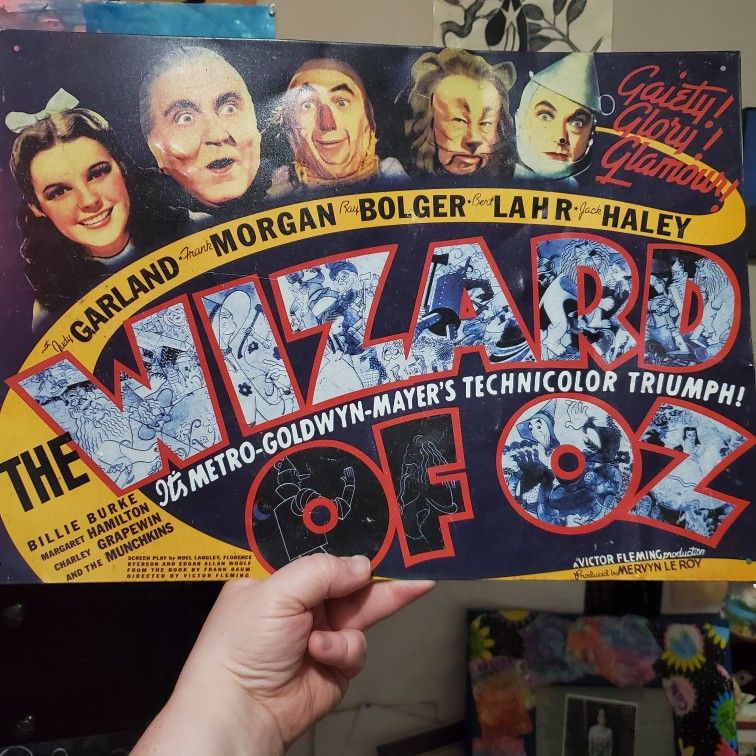 Gaiety!
Glory!
Glamour!
Judy GARLAND · Frank MORGAN · Ray BOLGER · Bert LAHR · Jack HALEY
THE WIZARD
It's METRO-GOLDWYN-MAYER'S TECHNICOLOR TRIUMPH!
OF OZ
BILLIE BURKE
MARGARET HAMILTON
CHARLEY GRAPEWIN
AND THE MUNCHKINS
SCREEN PLAY by NOEL LANGLEY, FLORENCE
RYERSON AND EDGAR ALLAN WOOLF
FROM THE BOOK BY FRANK BAUM
DIRECTED BY VICTOR FLEMING
A VICTOR FLEMING production
Produced by MERVYN LE ROY